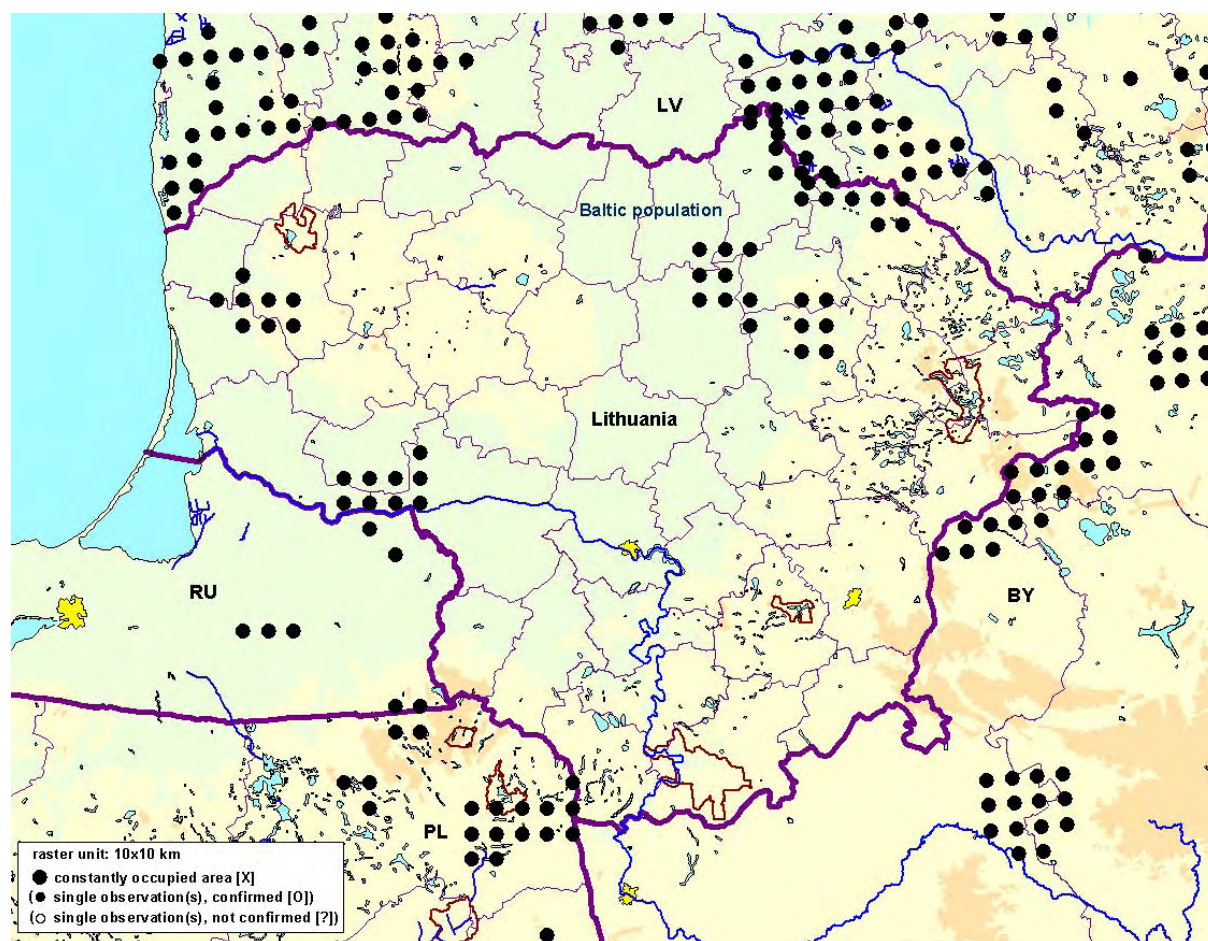 LV
Baltic population
Lithuania
RU
BY
PL
raster unit: 10x10 km
constantly occupied area [X]
( single observation(s), confirmed [O])
( single observation(s), not confirmed [?])